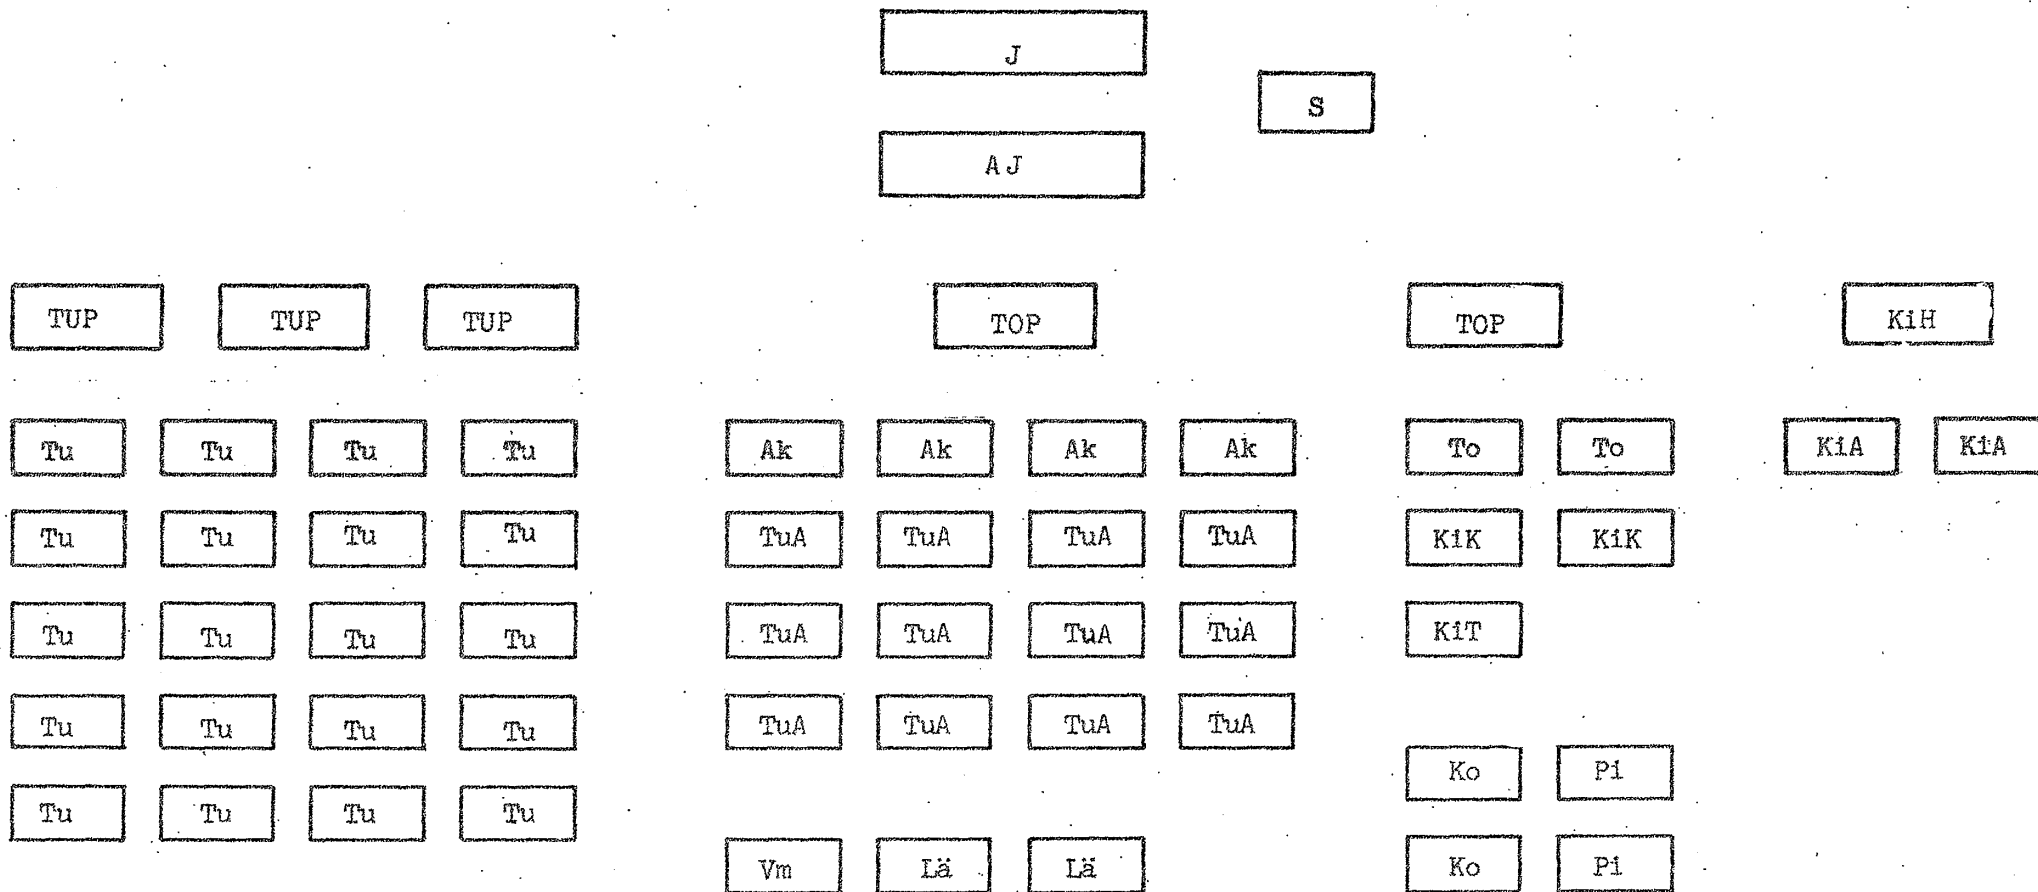 J
S
AJ
TUP TUP TUP TOP TOP KiH
Tu Tu Tu Tu Ak Ak Ak Ak To To KiA KiA
Tu Tu Tu Tu TuA TuA TuA TuA KiK KiK
Tu Tu Tu Tu TuA TuA TuA TuA KiT
Tu Tu Tu Tu TuA TuA TuA TuA
Ko Pi
Tu Tu Tu Tu
Vm Lä Lä Ko Pi